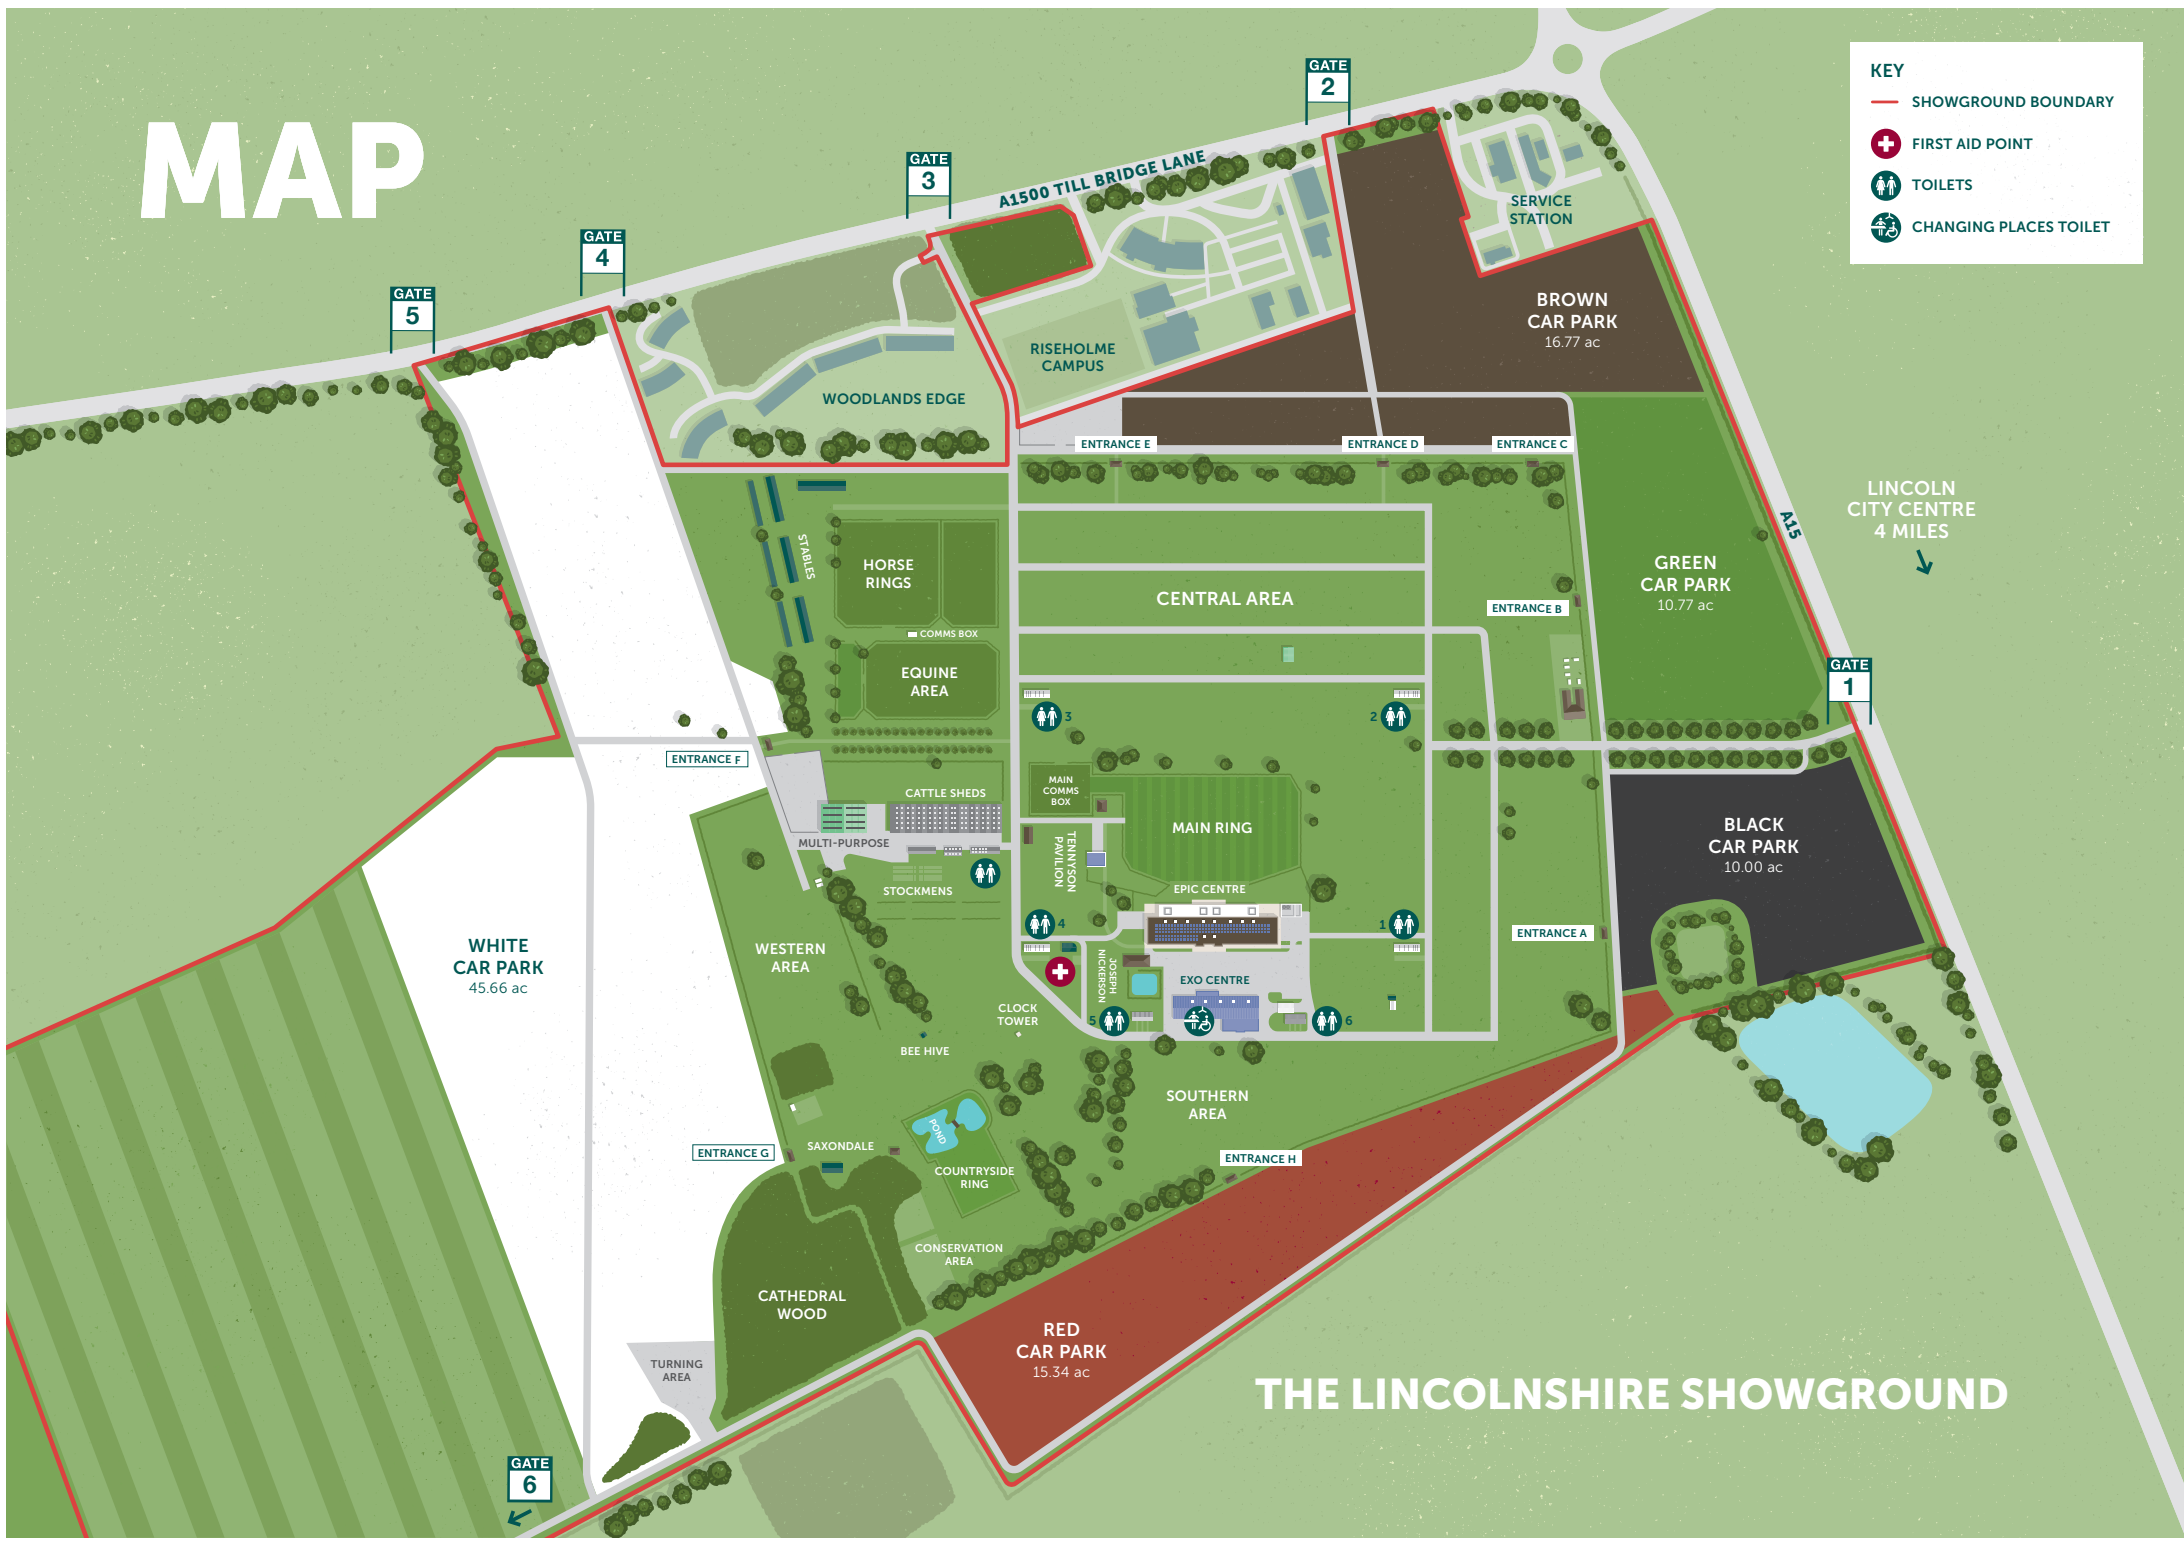 MAP
GATE
2
GATE
3
GATE
4
GATE
5
A1500 TILL BRIDGE LANE
KEY
SHOWGROUND BOUNDARY
FIRST AID POINT
TOILETS
CHANGING PLACES TOILET
SERVICE
STATION
BROWN
CAR PARK
16.77 ac
RISEHOLME
CAMPUS
WOODLANDS EDGE
ENTRANCE E
ENTRANCE D
ENTRANCE C
LINCOLN
CITY CENTRE
4 MILES
A15
STABLES
HORSE
RINGS
CENTRAL AREA
GREEN
CAR PARK
10.77 ac
ENTRANCE B
COMMS BOX
EQUINE
AREA
GATE
1
3
2
ENTRANCE F
MAIN
COMMS
BOX
CATTLE SHEDS
MAIN RING
MULTI-PURPOSE
TENNYSON
PAVILION
BLACK
CAR PARK
10.00 ac
STOCKMENS
EPIC CENTRE
4
1
ENTRANCE A
WHITE
CAR PARK
45.66 ac
WESTERN
AREA
JOSEPH
NICKERSON
EXO CENTRE
CLOCK
TOWER
5
6
BEE HIVE
SOUTHERN
AREA
POND
ENTRANCE G
SAXONDALE
COUNTRYSIDE
RING
ENTRANCE H
CONSERVATION
AREA
CATHEDRAL
WOOD
RED
CAR PARK
15.34 ac
TURNING
AREA
THE LINCOLNSHIRE SHOWGROUND
GATE
6